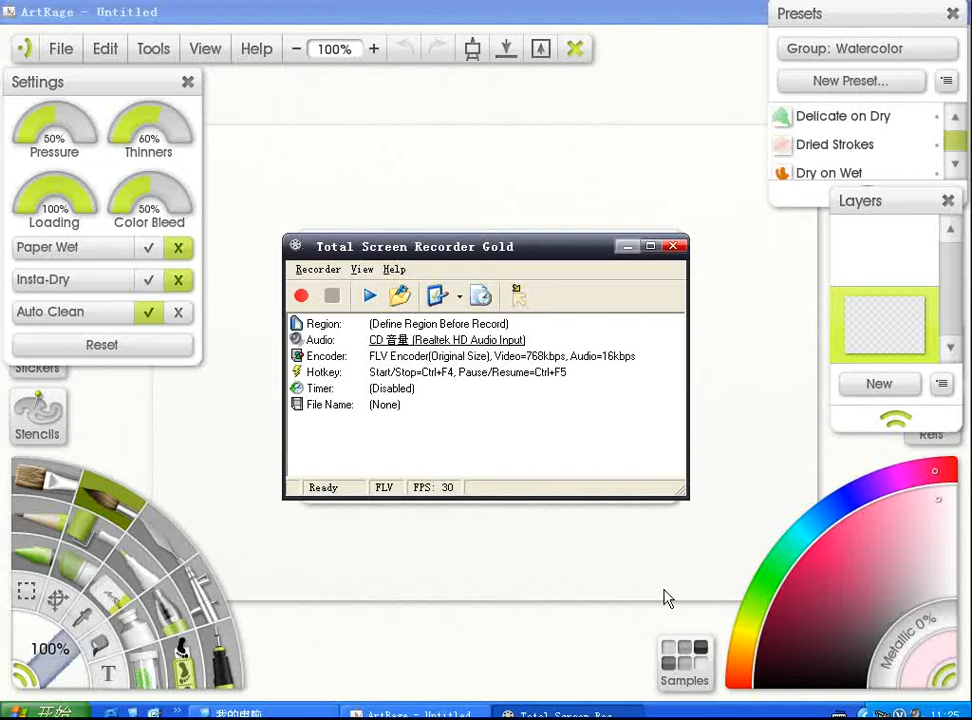 ArtRage - Untitled
File Edit Tools View Help 100%
Settings
50% Pressure
60% Thinners
100% Loading
50% Color Bleed
Paper Wet
Insta-Dry
Auto Clean
Reset
Stickers
Stencils
100%
T
Total Screen Recorder Gold
Recorder View Help
Region: (Define Region Before Record)
Audio: CD 音量 (Realtek HD Audio Input)
Encoder: FLV Encoder(Original Size), Video=768kbps, Audio=16kbps
Hotkey: Start/Stop=Ctrl+F4, Pause/Resume=Ctrl+F5
Timer: (Disabled)
File Name: (None)
Ready FLV FPS: 30
Presets
Group: Watercolor
New Preset...
Delicate on Dry
Dried Strokes
Dry on Wet
Layers
New
Refs
Metallic 0%
Samples
开始 我的电脑 ArtRage - Untitled Total Screen Rec... 11:25